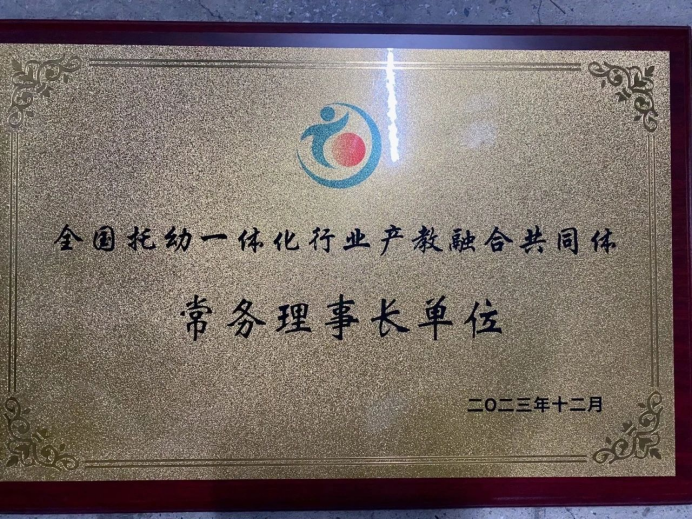 全国托幼一体化行业产教融合共同体
常务理事长单位
二〇二三年十二月